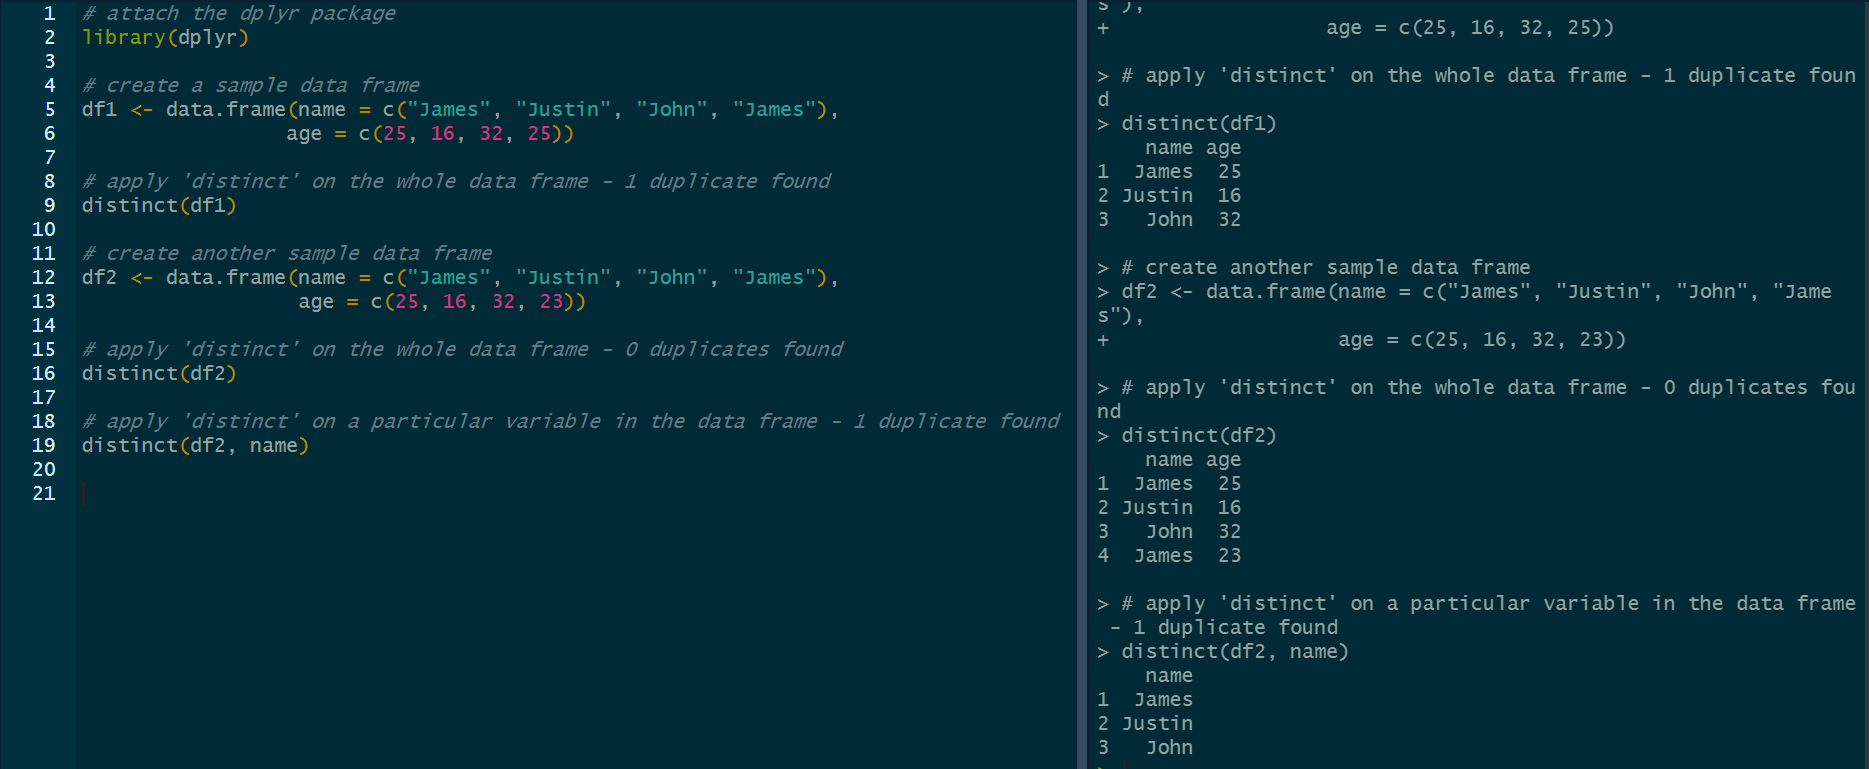 1 # attach the dplyr package
2 library(dplyr)
3
4 # create a sample data frame
5 df1 <- data.frame(name = c("James", "Justin", "John", "James"),
6                  age = c(25, 16, 32, 25))
7
8 # apply 'distinct' on the whole data frame - 1 duplicate found
9 distinct(df1)
10
11 # create another sample data frame
12 df2 <- data.frame(name = c("James", "Justin", "John", "James"),
13                   age = c(25, 16, 32, 23))
14
15 # apply 'distinct' on the whole data frame - 0 duplicates found
16 distinct(df2)
17
18 # apply 'distinct' on a particular variable in the data frame - 1 duplicate found
19 distinct(df2, name)
20
21
s"),
+                  age = c(25, 16, 32, 25))
> # apply 'distinct' on the whole data frame - 1 duplicate foun
d
> distinct(df1)
    name age
1  James  25
2 Justin  16
3   John  32
> # create another sample data frame
> df2 <- data.frame(name = c("James", "Justin", "John", "Jame
s"),
+                   age = c(25, 16, 32, 23))
> # apply 'distinct' on the whole data frame - 0 duplicates fou
nd
> distinct(df2)
    name age
1  James  25
2 Justin  16
3   John  32
4  James  23
> # apply 'distinct' on a particular variable in the data frame
 - 1 duplicate found
> distinct(df2, name)
    name
1  James
2 Justin
3   John
>